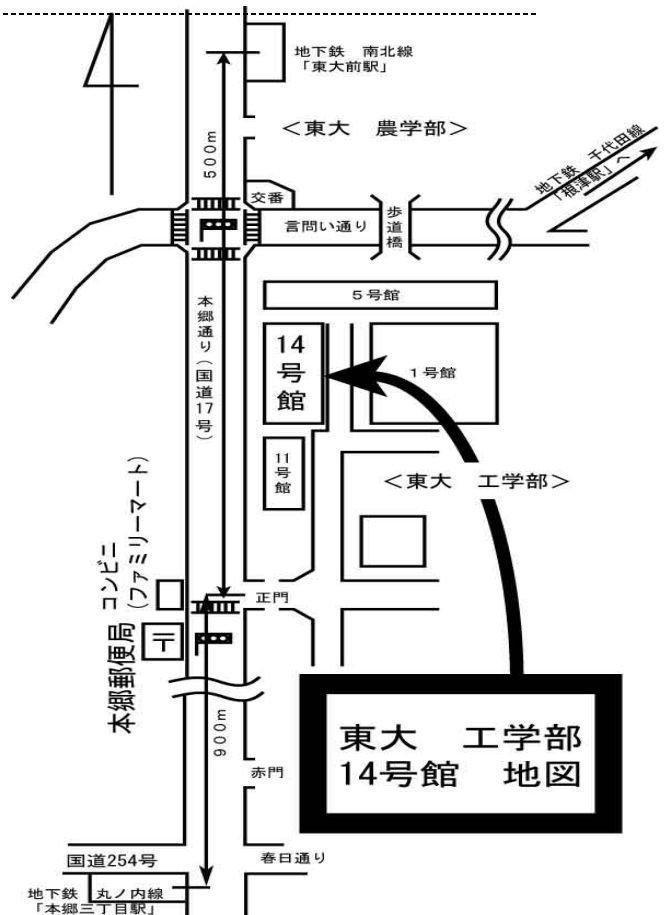 地下鉄　南北線
「東大前駅」
＜東大　農学部＞
500m
地下鉄　千代田線
「根津駅」へ
交番
言問い通り
歩道橋
5号館
本郷通り（国道17号）
14号館
1号館
11号館
＜東大　工学部＞
コンビニ
（ファミリーマート）
正門
本郷郵便局
〒
900m
東大　工学部
14号館　地図
赤門
国道254号
春日通り
地下鉄　丸ノ内線
「本郷三丁目駅」